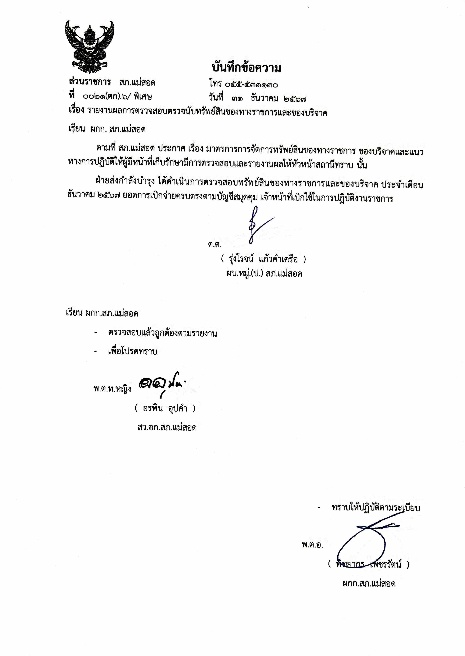 บันทึกข้อความ
ส่วนราชการ สภ.แม่สอด โทร ๐๕๕-๕๓๑๑๓๐
ที่ ๐๐๒๑(ตก).๖/ พิเศษ วันที่ ๓๑ ธันวาคม ๒๕๖๗
เรื่อง รายงานผลการตรวจสอบตรวจนับทรัพย์สินของทางราชการและของบริจาค
เรียน ผกก. สภ.แม่สอด
ตามที่ สภ.แม่สอด ประกาศ เรื่อง มาตรการการจัดการทรัพย์สินของทางราชการ ของบริจาคและแนว
ทางการปฏิบัติให้ผู้มีหน้าที่เก็บรักษามีการตรวจสอบและรายงานผลให้หัวหน้าสถานีทราบ นั้น
ฝ่ายส่งกำลังบำรุง ได้ดำเนินการตรวจสอบทรัพย์สินของทางราชการและของบริจาค ประจำเดือน
ธันวาคม ๒๕๖๗ ยอดการเบิกจ่ายครบตรงตามบัญชีสมุดคุม เจ้าหน้าที่เบิกใช้ในการปฏิบัติงานราชการ
ด.ต.
( รุ่งโรจน์ แก้วคำเครือ )
ผบ.หมู่.(ป.) สภ.แม่สอด
เรียน ผกก.สภ.แม่สอด
- ตรวจสอบแล้วถูกต้องตามรายงาน
- เพื่อโปรดทราบ
พ.ต.ท.หญิง
( อรพิน อุปคำ )
สว.อก.สภ.แม่สอด
- ทราบให้ปฏิบัติตามระเบียบ
พ.ต.อ.
( เพชรรัตน์ )
ผกก.สภ.แม่สอด